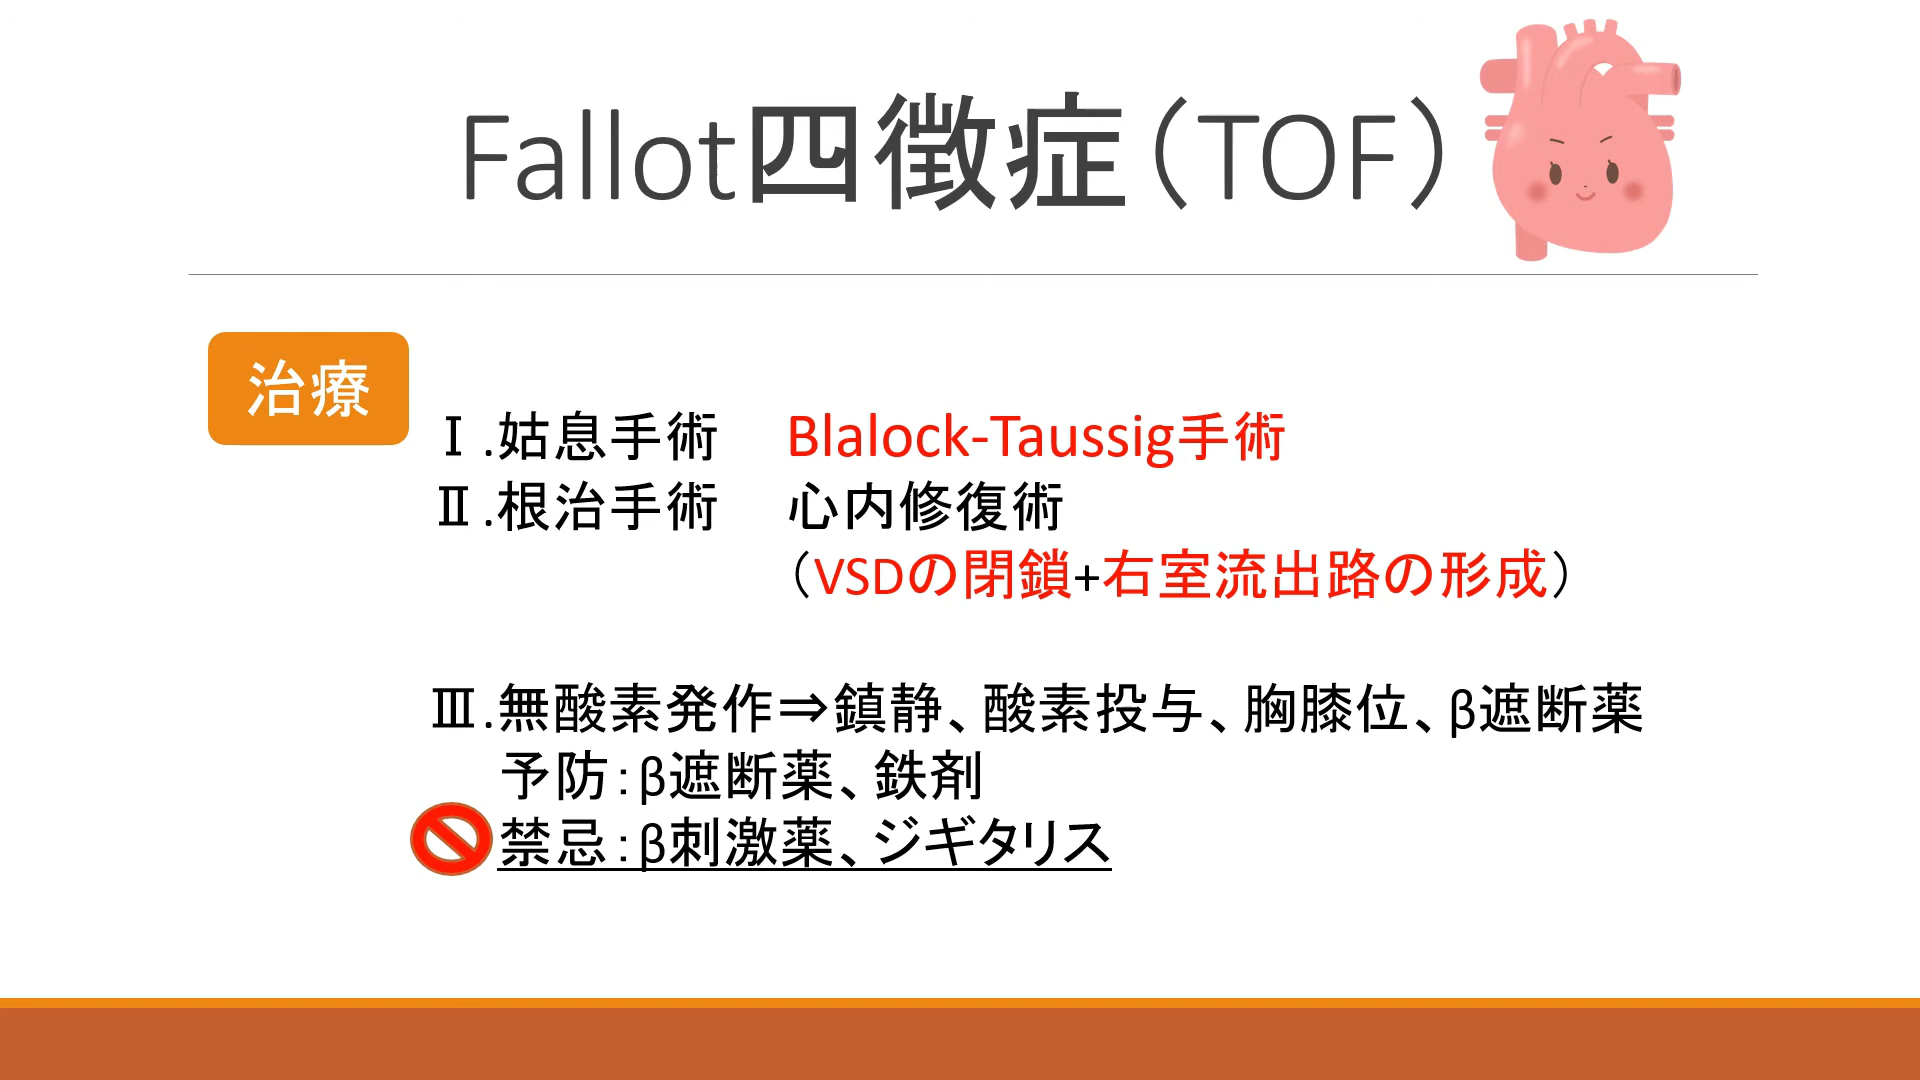 Fallot四徴症（TOF）
治療
Ⅰ.姑息手術　Blalock-Taussig手術
Ⅱ.根治手術　心内修復術
（VSDの閉鎖+右室流出路の形成）
Ⅲ.無酸素発作⇒鎮静、酸素投与、胸膝位、β遮断薬
予防：β遮断薬、鉄剤
禁忌：β刺激薬、ジギタリス